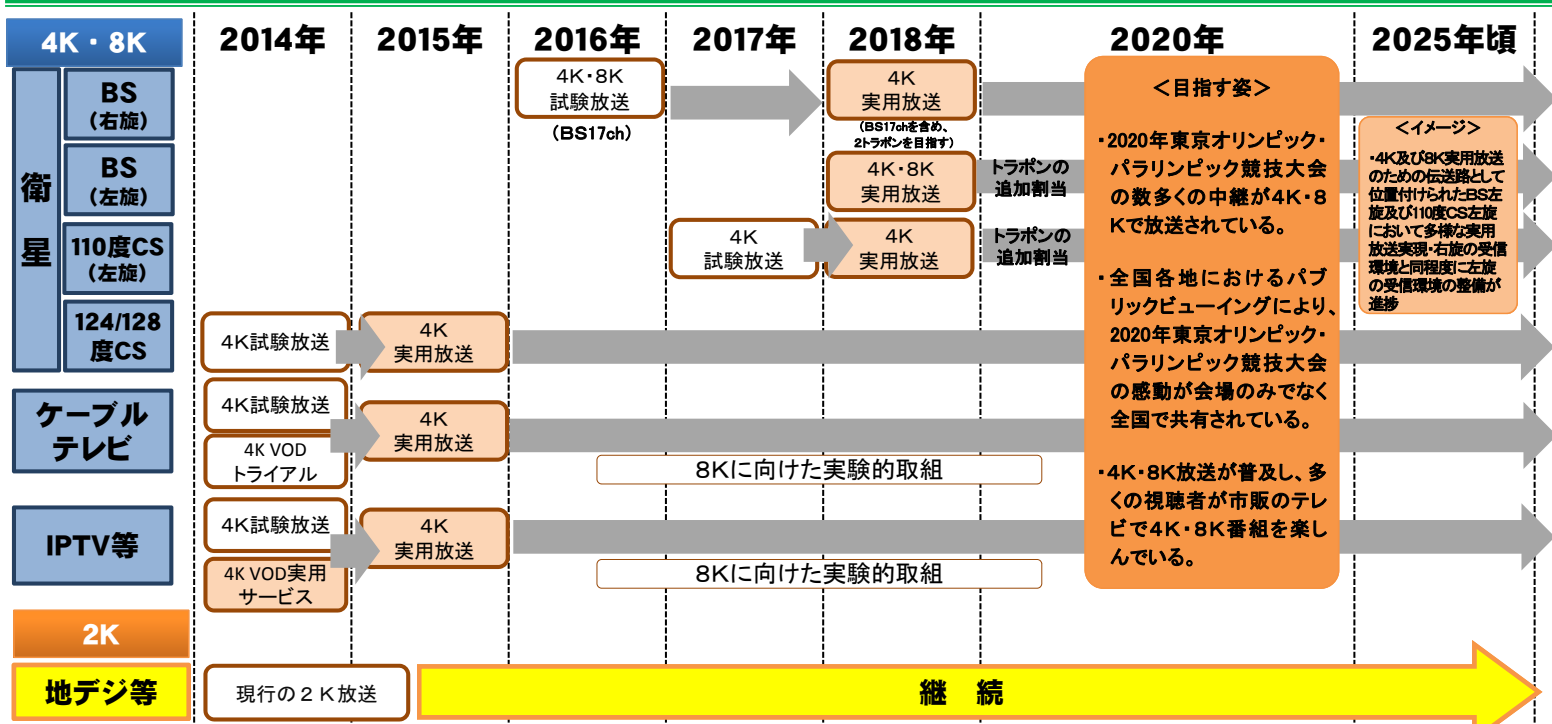 4K・8K
2014年
2015年
2016年
2017年
2018年
2020年
2025年頃
衛星
BS
(右旋)
4K・8K
試験放送
(BS17ch)
4K
実用放送
(BS17chを含め、
2トラポンを目指す)
BS
(左旋)
4K・8K
実用放送
トラポンの
追加割当
110度CS
(左旋)
4K
試験放送
4K
実用放送
トラポンの
追加割当
124/128
度CS
4K試験放送
4K
実用放送
ケーブル
テレビ
4K試験放送
4K VOD
トライアル
4K
実用放送
8Kに向けた実験的取組
IPTV等
4K試験放送
4K VOD実用
サービス
4K
実用放送
8Kに向けた実験的取組
<目指す姿>
・2020年東京オリンピック・
パラリンピック競技大会
の数多くの中継が4K・8
Kで放送されている。
・全国各地におけるパブ
リックビューイングにより、
2020年東京オリンピック・
パラリンピック競技大会
の感動が会場のみでなく
全国で共有されている。
・4K・8K放送が普及し、多
くの視聴者が市販のテレ
ビで4K・8K番組を楽し
んでいる。
<イメージ>
・4K及び8K実用放送
のための伝送路として
位置付けられたBS左
旋及び110度CS左旋
において多様な実用
放送実現・右旋の受信
環境と同程度に左旋
の受信環境の整備が
進捗
2K
地デジ等
現行の2K放送
継 続